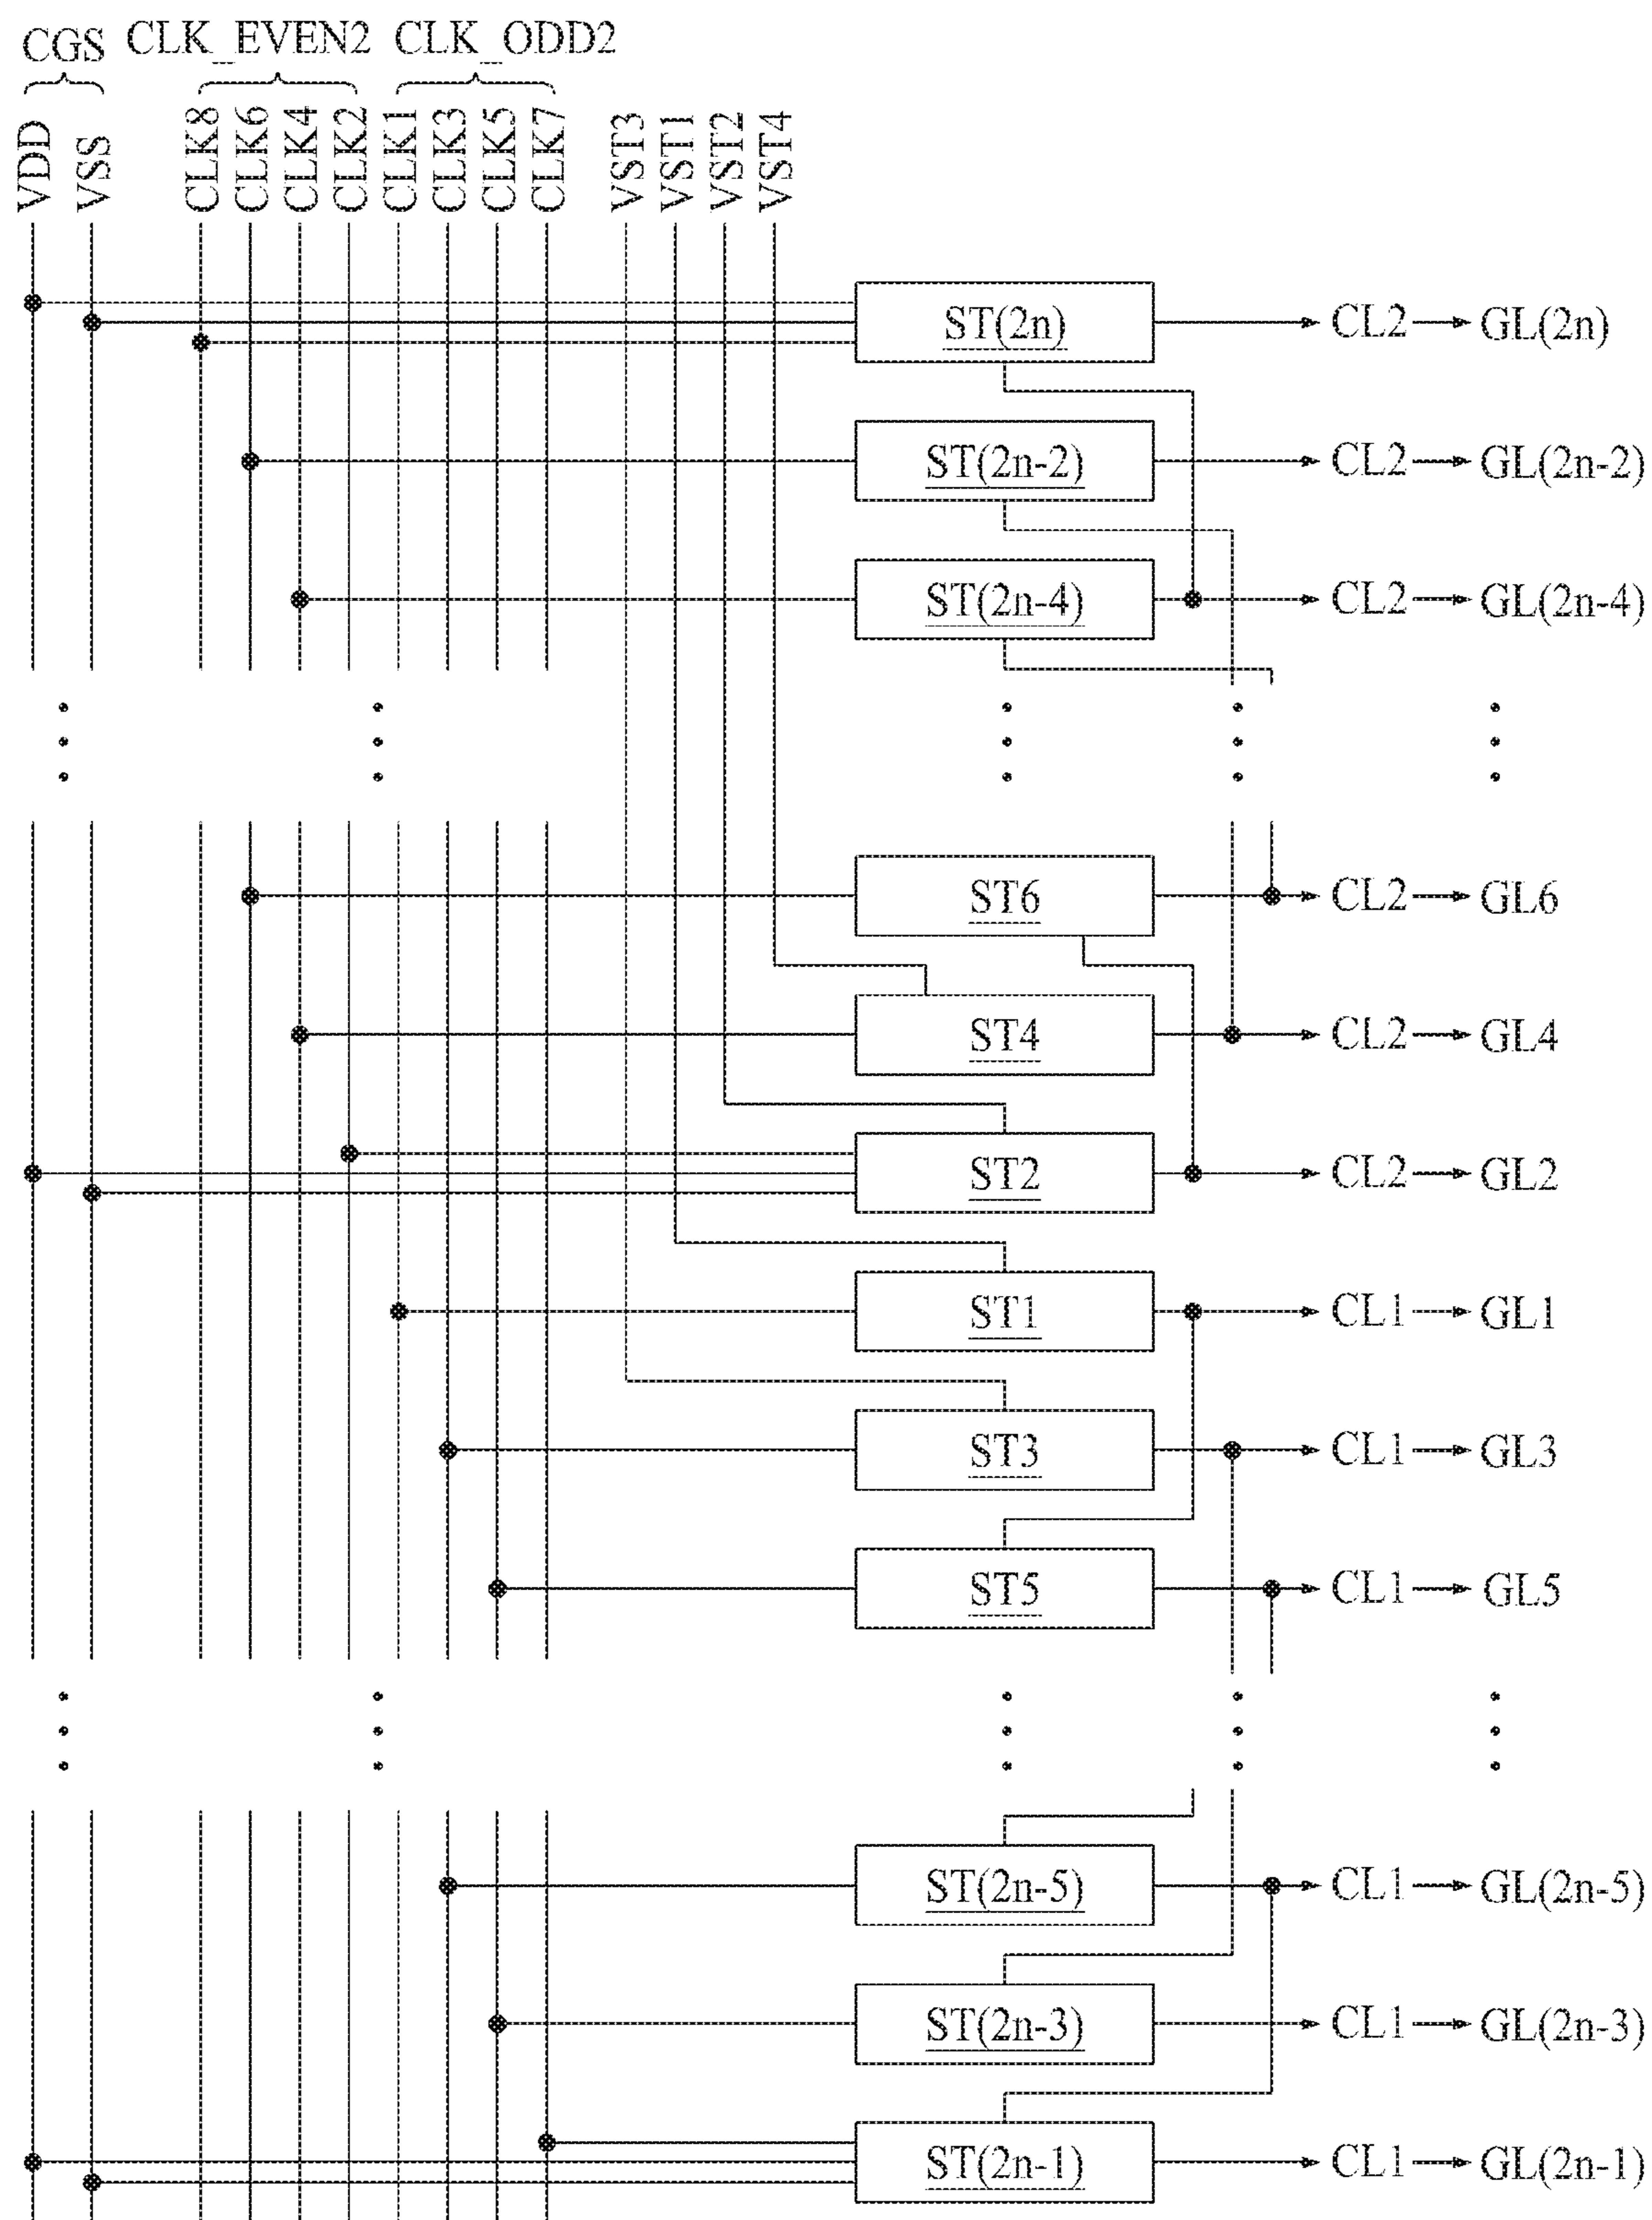 CGS CLK_EVEN2 CLK_ODD2
VDD VSS CLK8 CLK6 CLK4 CLK2 CLK1 CLK3 CLK5 CLK7 VST3 VST1 VST2 VST4
ST(2n) CL2 GL(2n)
ST(2n-2) CL2 GL(2n-2)
ST(2n-4) CL2 GL(2n-4)
ST6 CL2 GL6
ST4 CL2 GL4
ST2 CL2 GL2
ST1 CL1 GL1
ST3 CL1 GL3
ST5 CL1 GL5
ST(2n-5) CL1 GL(2n-5)
ST(2n-3) CL1 GL(2n-3)
ST(2n-1) CL1 GL(2n-1)